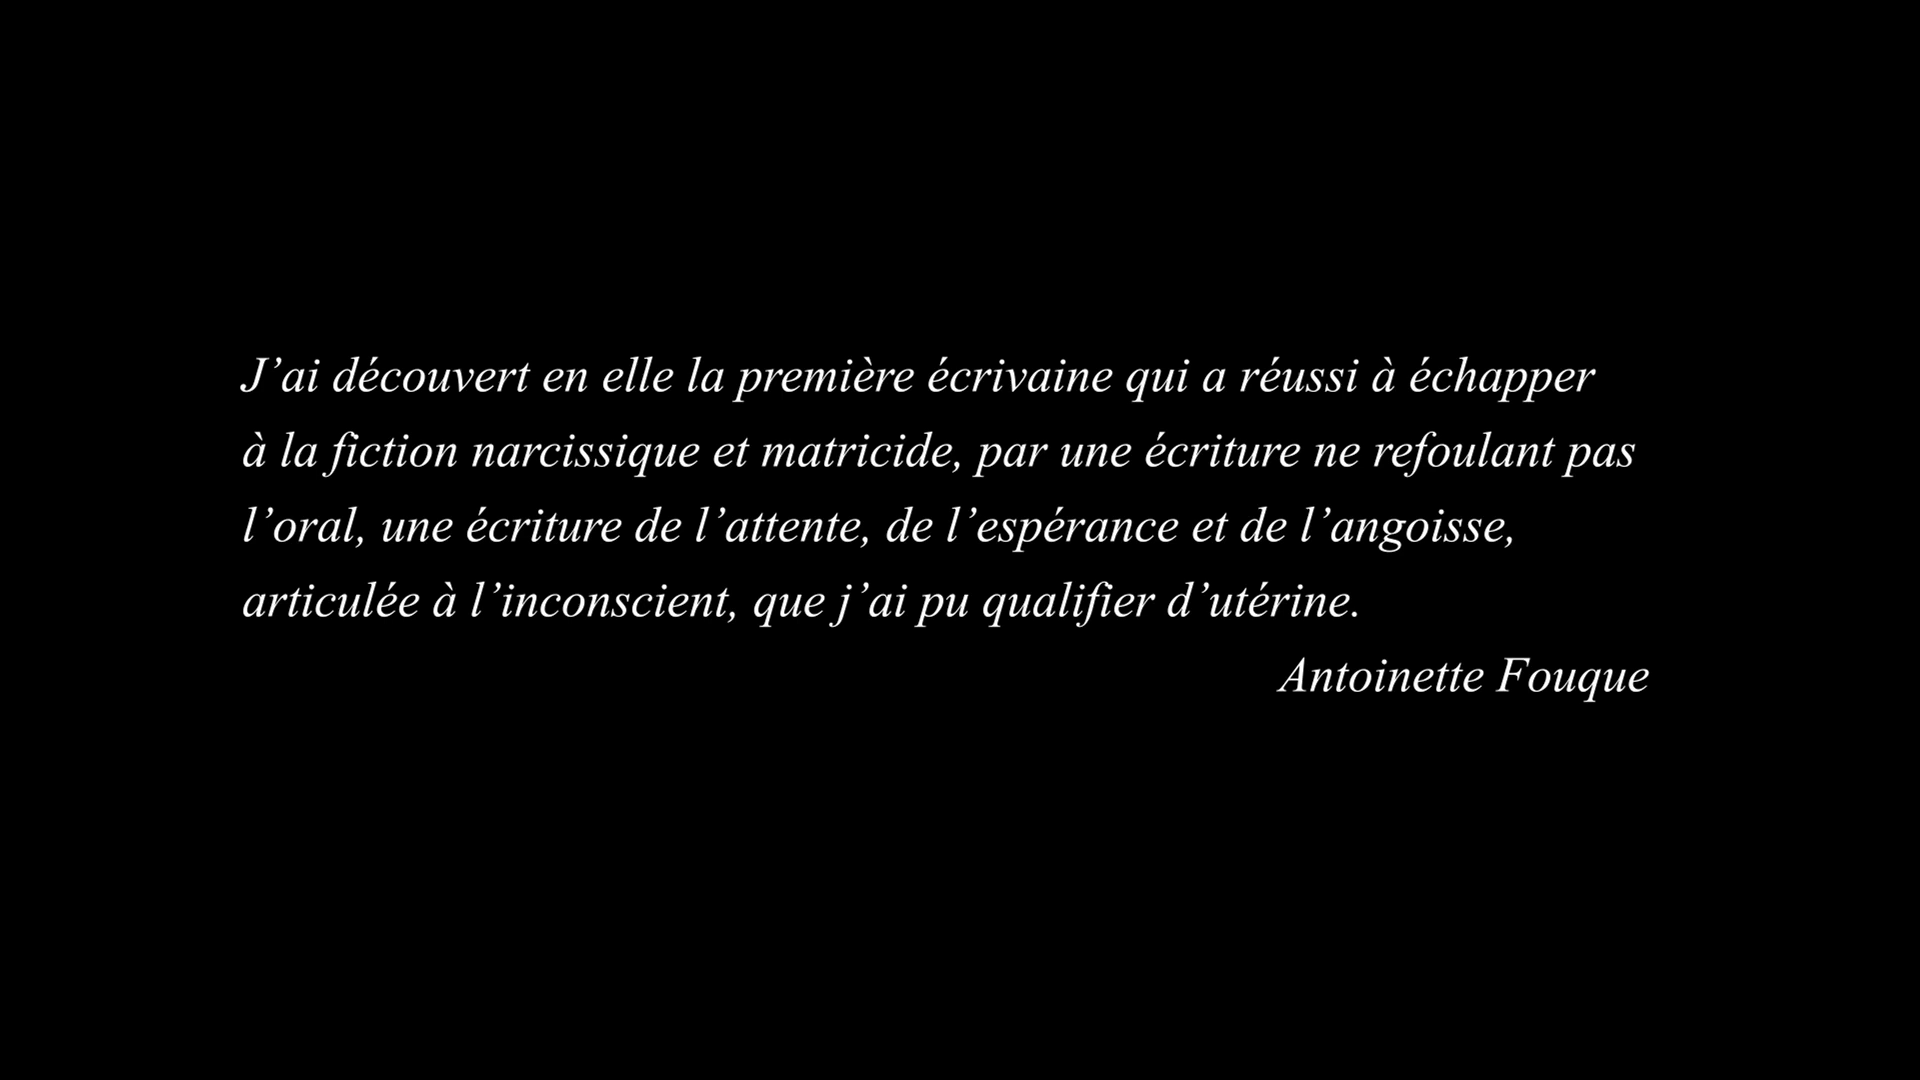 J’ai découvert en elle la première écrivaine qui a réussi à échapper
à la fiction narcissique et matricide, par une écriture ne refoulant pas
l’oral, une écriture de l’attente, de l’espérance et de l’angoisse,
articulée à l’inconscient, que j’ai pu qualifier d’utérine.
Antoinette Fouque